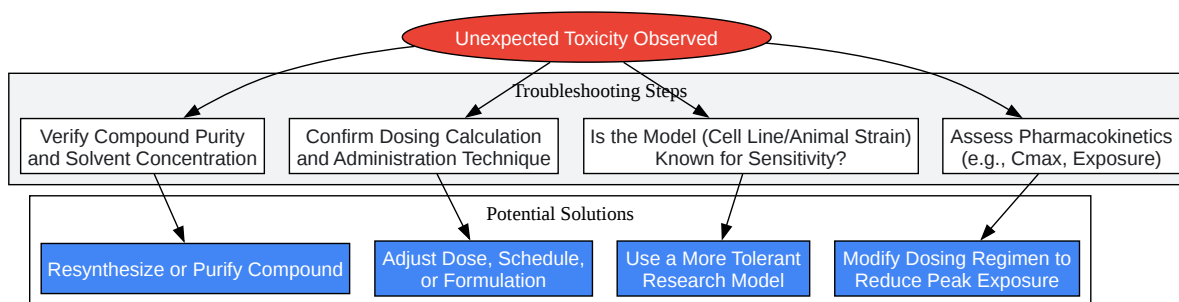 Unexpected Toxicity Observed
Troubleshooting Steps
Verify Compound Purity
and Solvent Concentration
Confirm Dosing Calculation
and Administration Technique
Is the Model (Cell Line/Animal Strain)
Known for Sensitivity?
Assess Pharmacokinetics
(e.g., Cmax, Exposure)
Potential Solutions
Resynthesize or Purify Compound
Adjust Dose, Schedule,
or Formulation
Use a More Tolerant
Research Model
Modify Dosing Regimen to
Reduce Peak Exposure